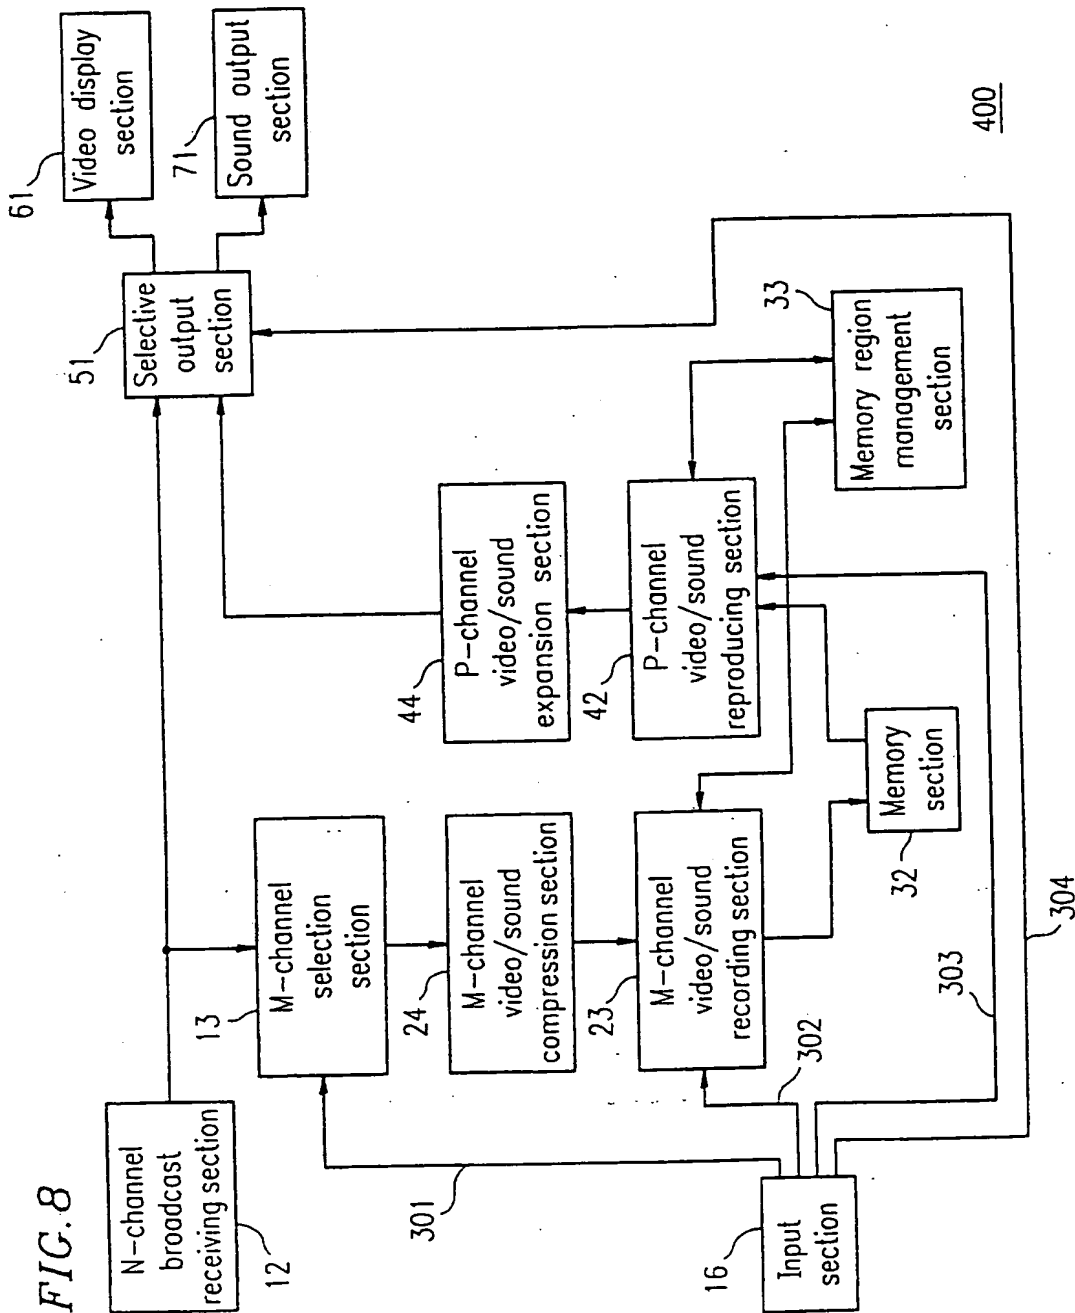 FIG.8
N-channel
broadcast
receiving section
12
M-channel
selection
section
13
M-channel
video/sound
compression section
24
M-channel
video/sound
recording section
23
P-channel
video/sound
expansion section
44
P-channel
video/sound
reproducing section
42
Selective
output
section
51
Video display
section
61
Sound output
section
71
Memory region
management
section
33
Memory
section
32
Input
section
16
301
302
303
304
400